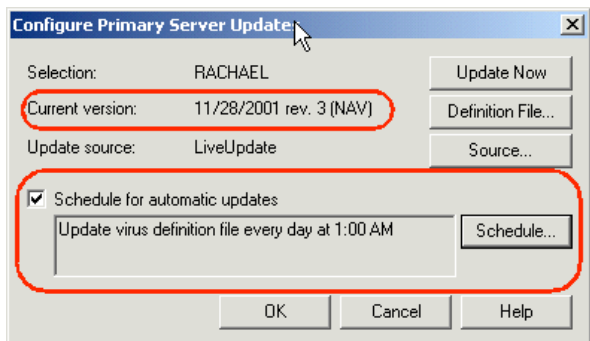 Configure Primary Server Updates
Selection: RACHAEL Update Now
Current version: 11/28/2001 rev. 3 (NAV) Definition File...
Update source: LiveUpdate Source...
Schedule for automatic updates
Update virus definition file every day at 1:00 AM Schedule...
OK Cancel Help